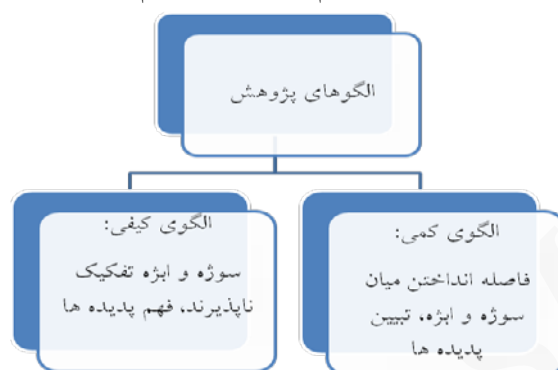 الگوهای پژوهش
الگوی کمی:
فاصله انداختن میان
سوژه و ابژه، تبیین
پدیده ها
الگوی کیفی:
سوژه و ابژه تفکیک
ناپذیرند، فهم پدیده ها